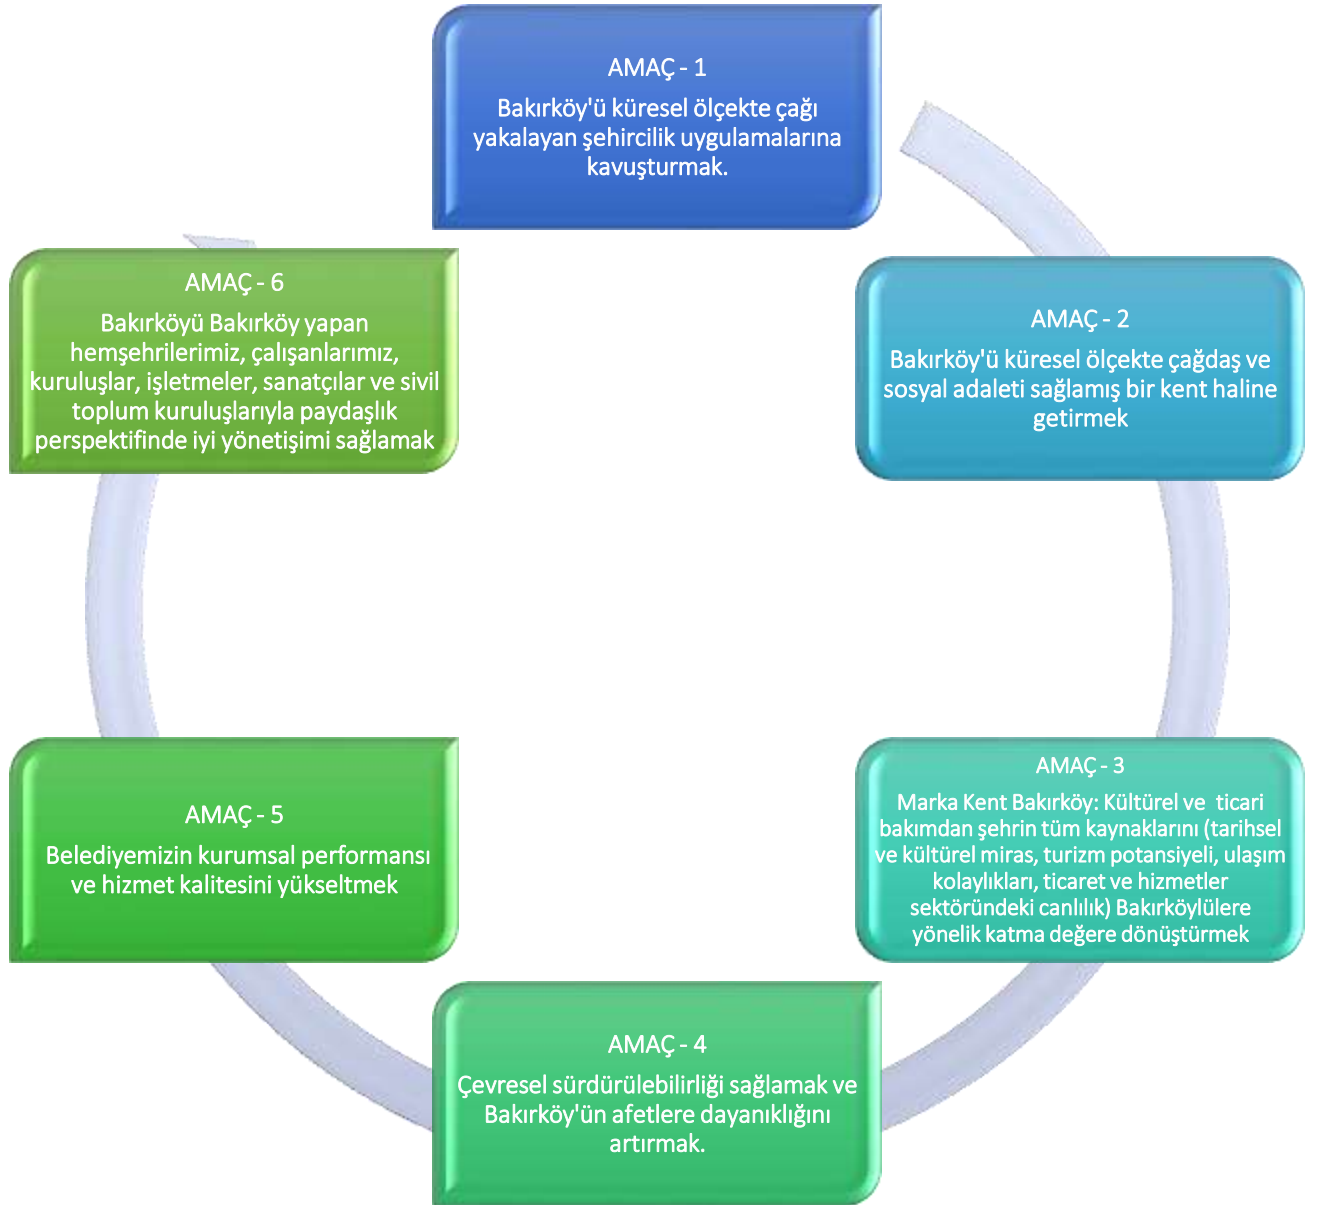 AMAÇ - 1
Bakırköy'ü küresel ölçekte çağı
yakalayan şehircilik uygulamalarına
kavuşturmak.
AMAÇ - 2
Bakırköy'ü küresel ölçekte çağdaş ve
sosyal adaleti sağlamış bir kent haline
getirmek
AMAÇ - 3
Marka Kent Bakırköy: Kültürel ve ticari
bakımdan şehrin tüm kaynaklarını (tarihsel
ve kültürel miras, turizm potansiyeli, ulaşım
kolaylıkları, ticaret ve hizmetler
sektöründeki canlılık) Bakırköylülere
yönelik katma değere dönüştürmek
AMAÇ - 4
Çevresel sürdürülebilirliği sağlamak ve
Bakırköy'ün afetlere dayanıklığını
artırmak.
AMAÇ - 5
Belediyemizin kurumsal performansı
ve hizmet kalitesini yükseltmek
AMAÇ - 6
Bakırköyü Bakırköy yapan
hemşehrilerimiz, çalışanlarımız,
kuruluşlar, işletmeler, sanatçılar ve sivil
toplum kuruluşlarıyla paydaşlık
perspektifinde iyi yönetişimi sağlamak